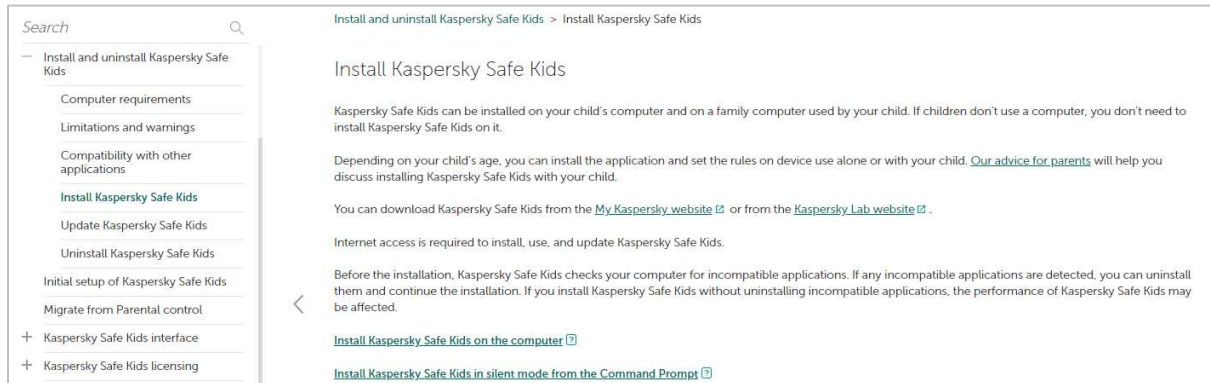 Search
Install and uninstall Kaspersky Safe
Kids
Computer requirements
Limitations and warnings
Compatibility with other
applications
Install Kaspersky Safe Kids
Update Kaspersky Safe Kids
Uninstall Kaspersky Safe Kids
Initial setup of Kaspersky Safe Kids
Migrate from Parental control
Kaspersky Safe Kids interface
Kaspersky Safe Kids licensing
Install and uninstall Kaspersky Safe Kids > Install Kaspersky Safe Kids
Install Kaspersky Safe Kids
Kaspersky Safe Kids can be installed on your child's computer and on a family computer used by your child. If children don't use a computer, you don't need to
install Kaspersky Safe Kids on it.
Depending on your child's age, you can install the application and set the rules on device use alone or with your child. Our advice for parents will help you
discuss installing Kaspersky Safe Kids with your child.
You can download Kaspersky Safe Kids from the My Kaspersky website or from the Kaspersky Lab website .
Internet access is required to install, use, and update Kaspersky Safe Kids.
Before the installation, Kaspersky Safe Kids checks your computer for incompatible applications. If any incompatible applications are detected, you can uninstall
them and continue the installation. If you install Kaspersky Safe Kids without uninstalling incompatible applications, the performance of Kaspersky Safe Kids may
be affected.
Install Kaspersky Safe Kids on the computer ?
Install Kaspersky Safe Kids in silent mode from the Command Prompt ?